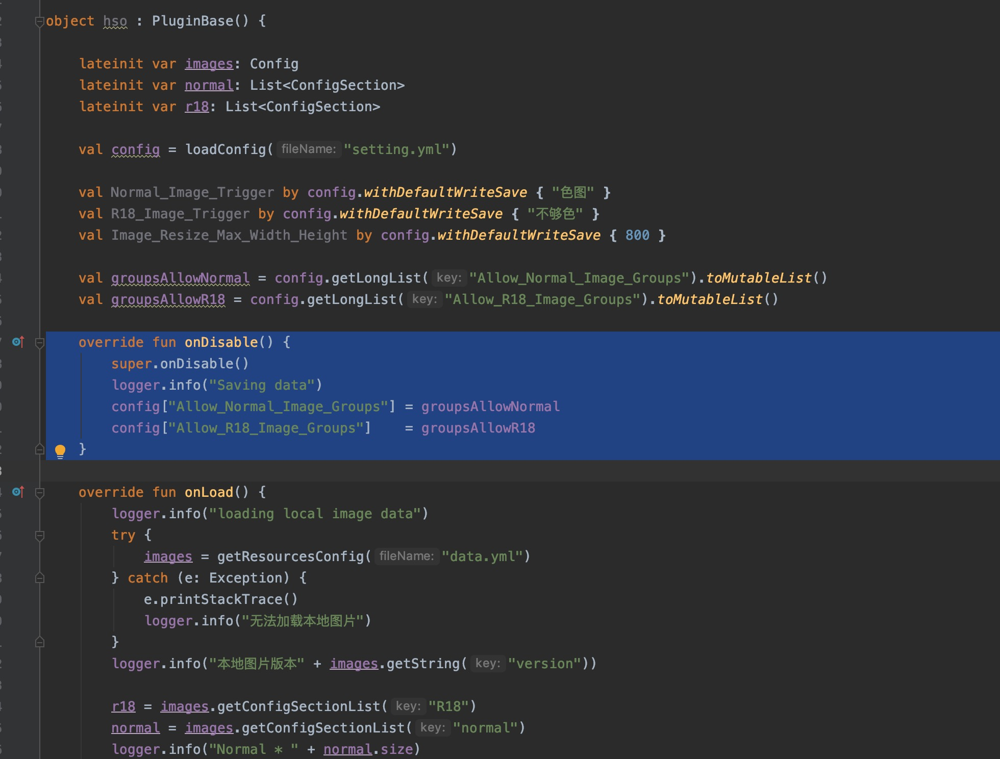 object hso : PluginBase() {
lateinit var images: Config
lateinit var normal: List<ConfigSection>
lateinit var r18: List<ConfigSection>
val config = loadConfig( fileName: "setting.yml")
val Normal_Image_Trigger by config.withDefaultWriteSave { "色图" }
val R18_Image_Trigger by config.withDefaultWriteSave { "不够色" }
val Image_Resize_Max_Width_Height by config.withDefaultWriteSave { 800 }
val groupsAllowNormal = config.getLongList( key: "Allow_Normal_Image_Groups").toMutableList()
val groupsAllowR18 = config.getLongList( key: "Allow_R18_Image_Groups").toMutableList()
override fun onDisable() {
super.onDisable()
logger.info("Saving data")
config["Allow_Normal_Image_Groups"] = groupsAllowNormal
config["Allow_R18_Image_Groups"]    = groupsAllowR18
}
override fun onLoad() {
logger.info("loading local image data")
try {
images = getResourcesConfig( fileName: "data.yml")
} catch (e: Exception) {
e.printStackTrace()
logger.info("无法加载本地图片")
}
logger.info("本地图片版本" + images.getString( key: "version"))
r18 = images.getConfigSectionList( key: "R18")
normal = images.getConfigSectionList( key: "normal")
logger.info("Normal * " + normal.size)